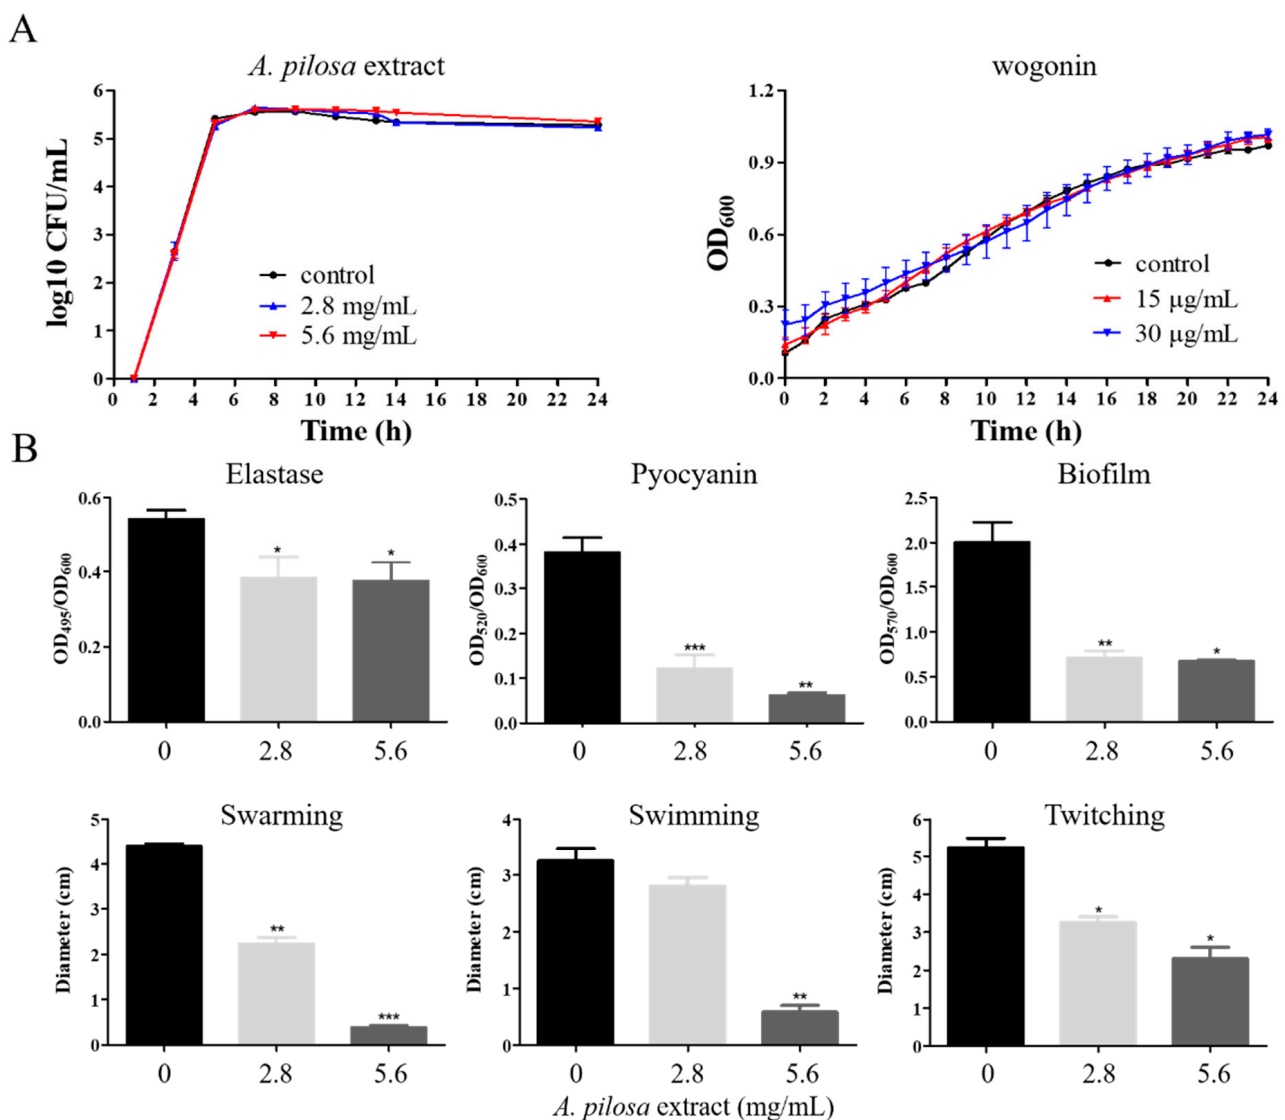 A
A. pilosa extract
log10 CFU/mL
6
5
4
3
2
1
0
control
2.8 mg/mL
5.6 mg/mL
0 2 4 6 8 10 12 14 16 18 20 22 24
Time (h)
wogonin
OD600
1.2
0.9
0.6
0.3
0.0
control
15 µg/mL
30 µg/mL
0 2 4 6 8 10 12 14 16 18 20 22 24
Time (h)
B
Elastase
OD495/OD600
0.6
0.4
0.2
0.0
* *
0 2.8 5.6
Pyocyanin
OD520/OD600
0.5
0.4
0.3
0.2
0.1
0.0
*** **
0 2.8 5.6
Biofilm
OD570/OD600
2.5
2.0
1.5
1.0
0.5
0.0
** *
0 2.8 5.6
Swarming
Diameter (cm)
5
4
3
2
1
0
** ***
0 2.8 5.6
Swimming
Diameter (cm)
4
3
2
1
0
**
0 2.8 5.6
Twitching
Diameter (cm)
6
5
4
3
2
1
0
* *
0 2.8 5.6
A. pilosa extract (mg/mL)